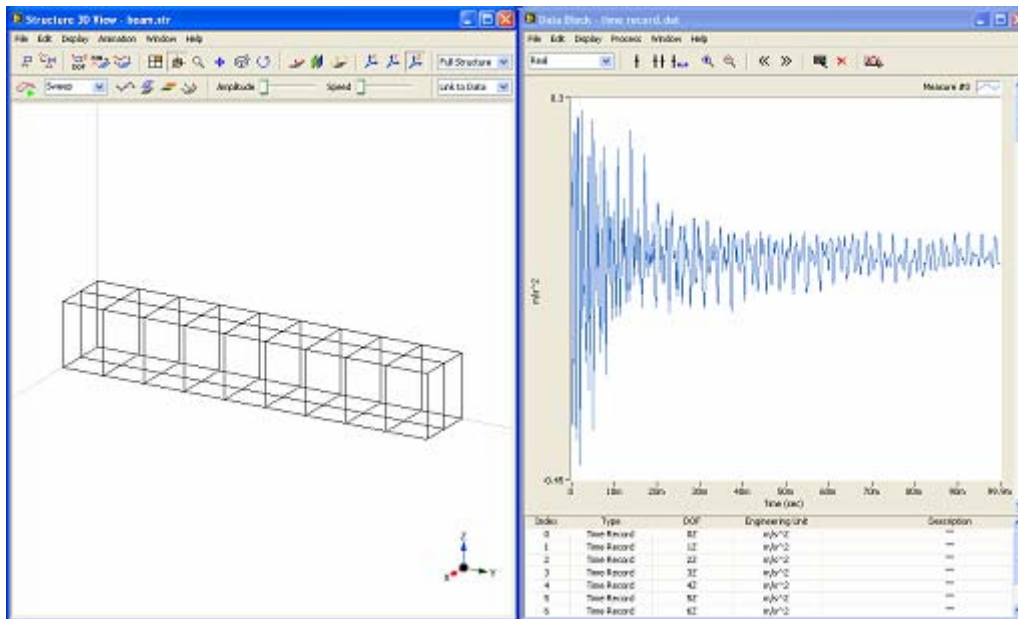 Structure 3D View - beam.str
File Edit Display Animation Window Help
DOF
Full Structure
Sweep
Amplitude
Speed
Link to Data
Z
X
Y
Data Block - time record.dat
File Edit Display Process Window Help
Real
Measure #0
0.3
m/s^2
-0.45
0 10m 20m 30m 40m 50m 60m 70m 80m 90m 99.9m
Time (sec)
Index Type DOF Engineering Unit Description
0 Time Record 0Z m/s^2 ""
1 Time Record 1Z m/s^2 ""
2 Time Record 2Z m/s^2 ""
3 Time Record 3Z m/s^2 ""
4 Time Record 4Z m/s^2 ""
5 Time Record 5Z m/s^2 ""
6 Time Record 6Z m/s^2 ""